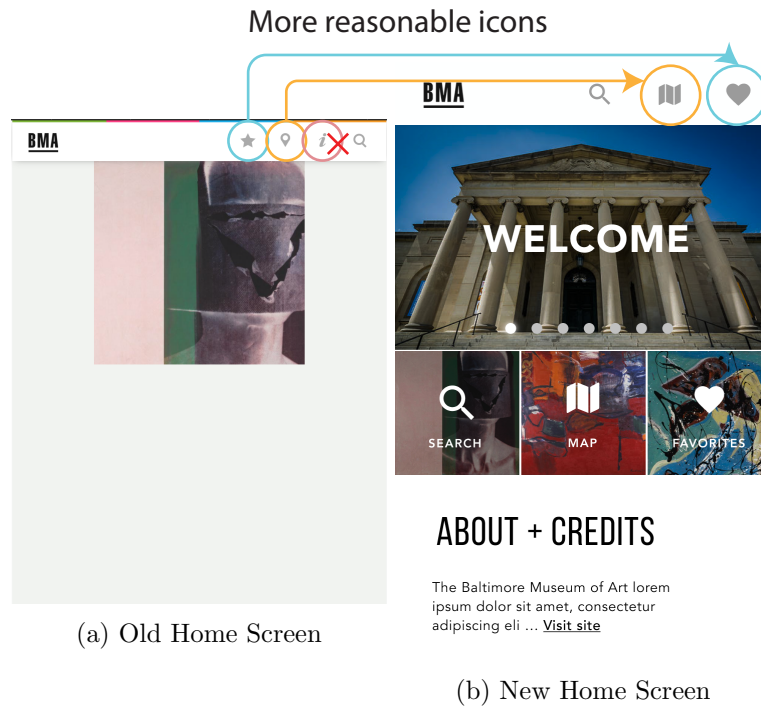 More reasonable icons
BMA
BMA
i
WELCOME
SEARCH
MAP
FAVORITES
ABOUT + CREDITS
The Baltimore Museum of Art lorem
ipsum dolor sit amet, consectetur
adipiscing eli ... Visit site
(a) Old Home Screen
(b) New Home Screen